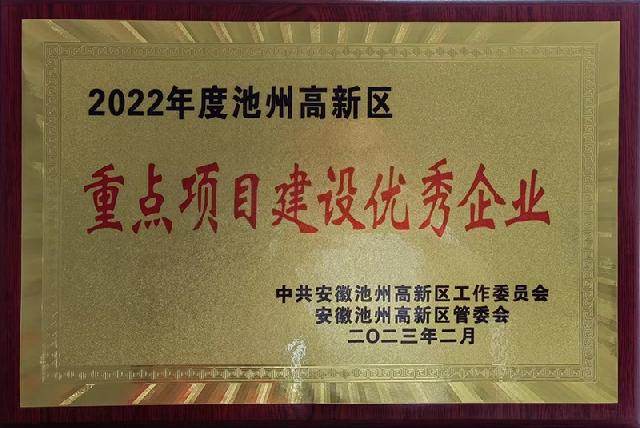 2022年度池州高新区
重点项目建设优秀企业
中共安徽池州高新区工作委员会
安徽池州高新区管委会
二〇二三年二月